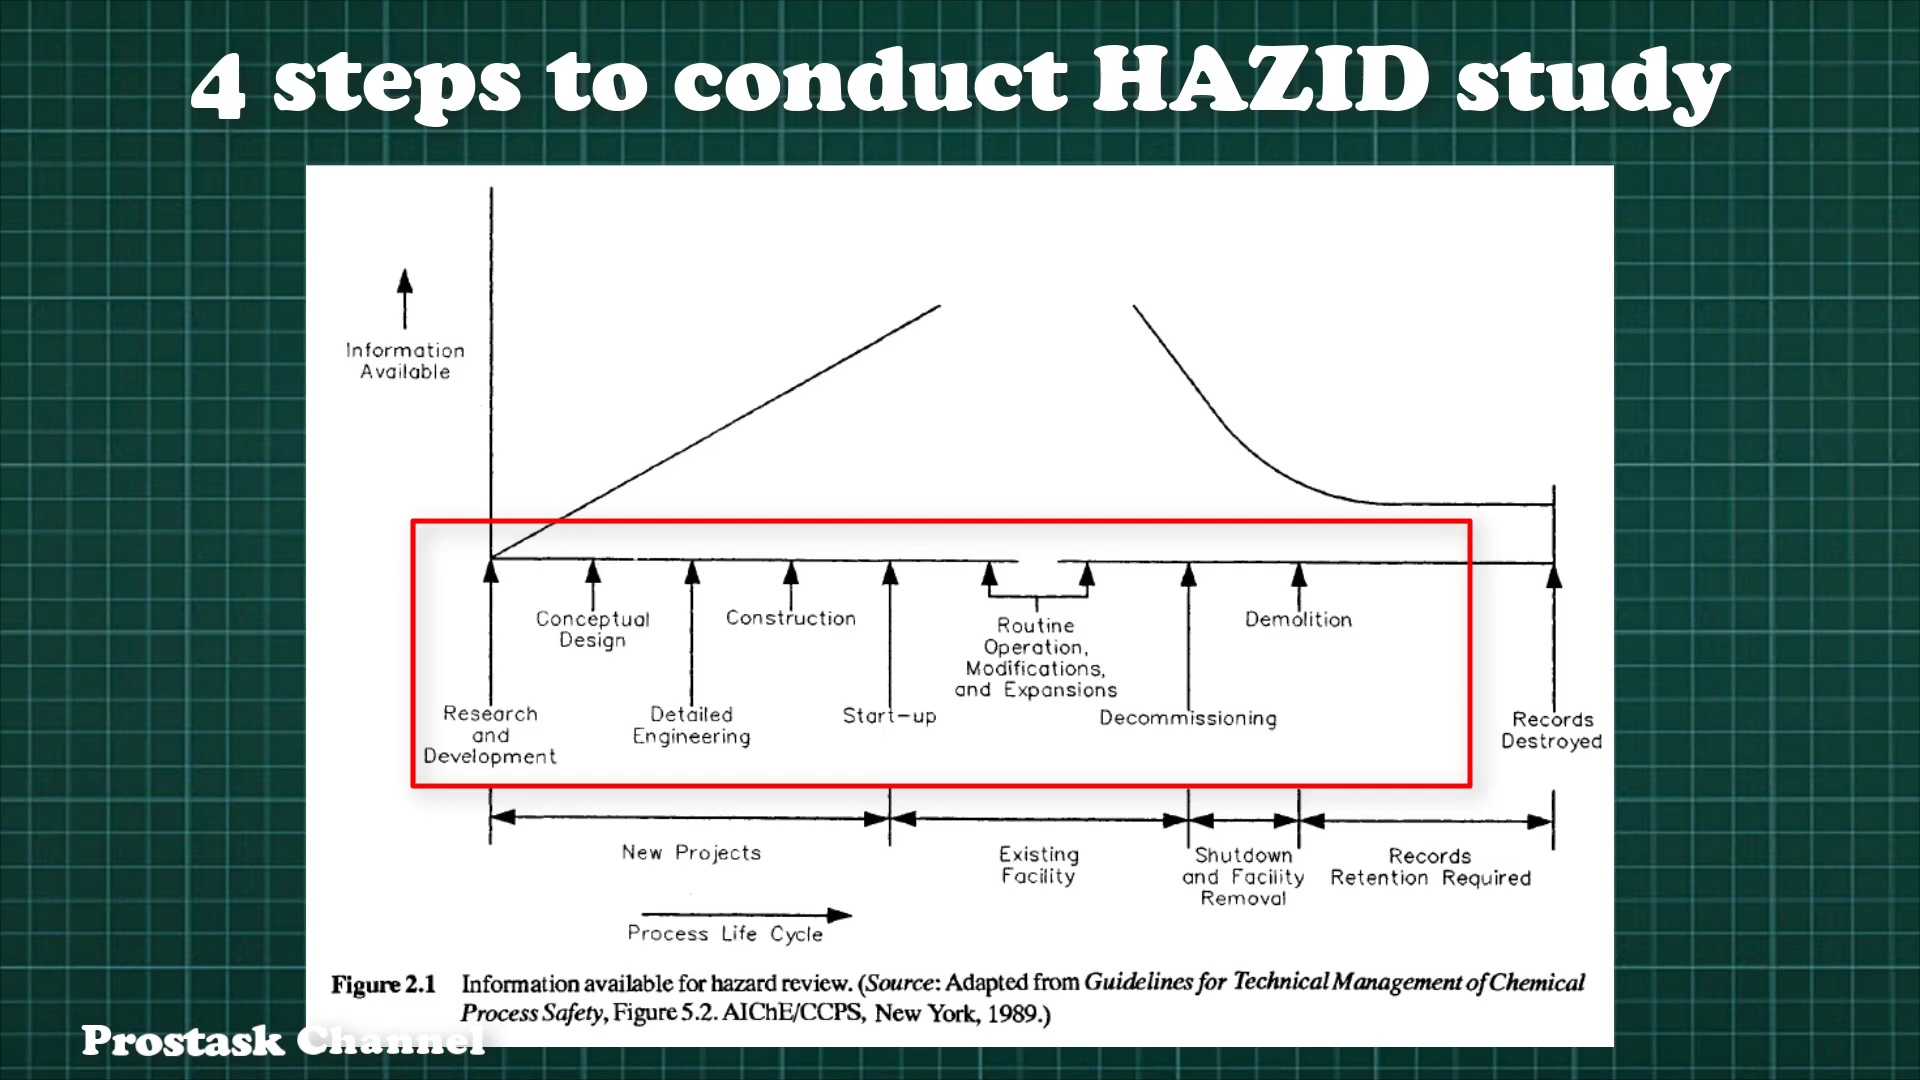 4 steps to conduct HAZID study
Information
Available
Conceptual
Design
Construction
Routine
Operation,
Modifications,
and Expansions
Demolition
Research
and
Development
Detailed
Engineering
Start-up
Decommissioning
Records
Destroyed
New Projects
Existing
Facility
Shutdown
and Facility
Removal
Records
Retention Required
Process Life Cycle
Figure 2.1 Information available for hazard review. (Source: Adapted from Guidelines for Technical Management of Chemical
Process Safety, Figure 5.2. AIChE/CCPS, New York, 1989.)
Prostask Channel